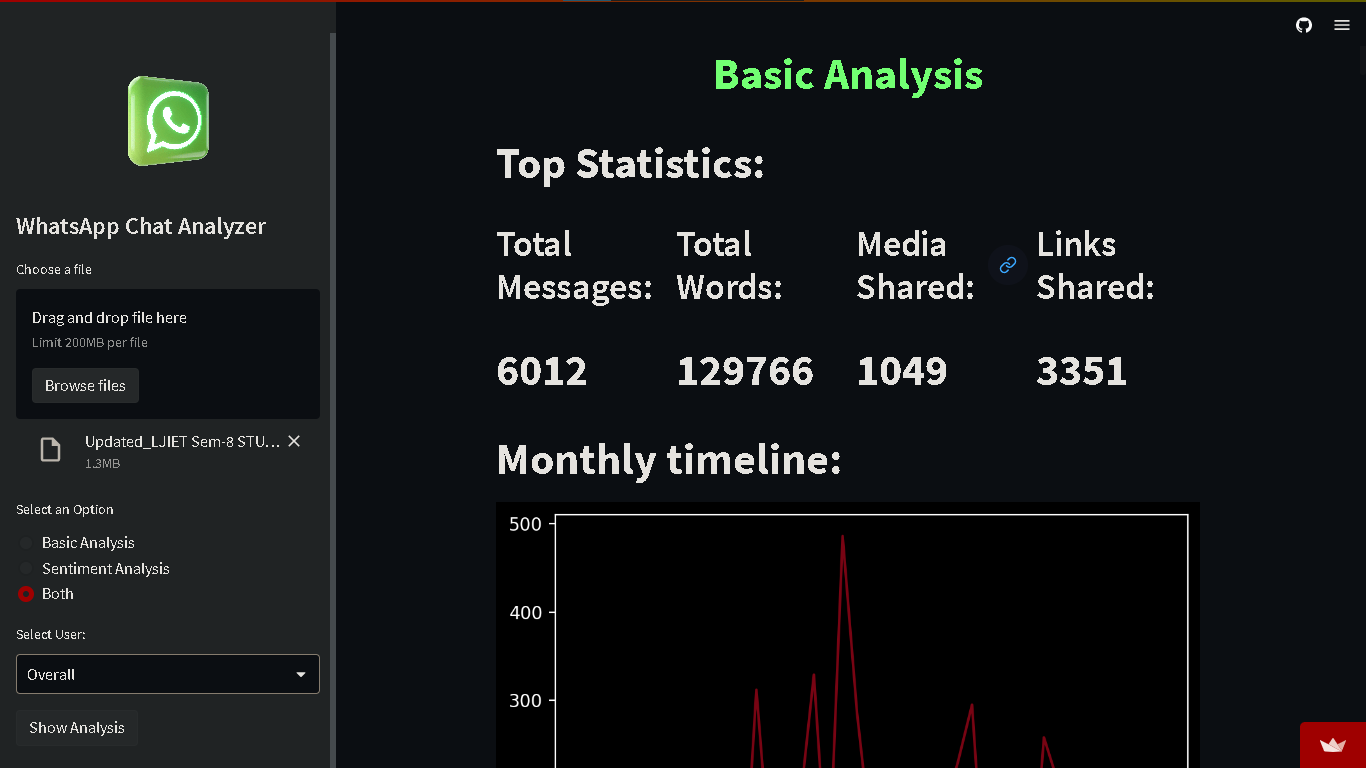 WhatsApp Chat Analyzer
Choose a file
Drag and drop file here
Limit 200MB per file
Browse files
Updated_LJIET Sem-8 STU...
1.3MB
Select an Option
Basic Analysis
Sentiment Analysis
Both
Select User:
Overall
Show Analysis
Basic Analysis
Top Statistics:
Total
Messages:
6012
Total
Words:
129766
Media
Shared:
1049
Links
Shared:
3351
Monthly timeline:
500
400
300